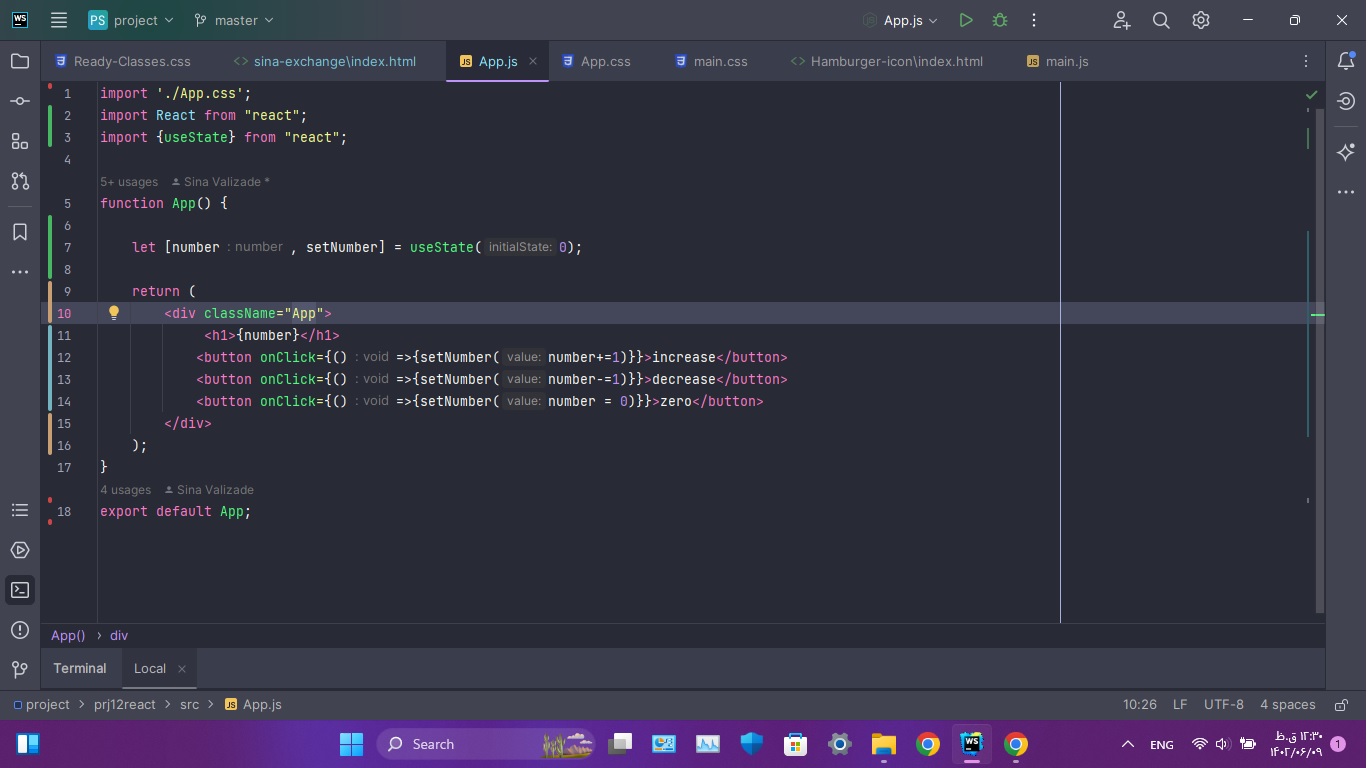 WS PS project master App.js
Ready-Classes.css sina-exchange\index.html App.js App.css main.css Hamburger-icon\index.html main.js
1 import './App.css';
2 import React from "react";
3 import {useState} from "react";
4
5+ usages Sina Valizade *
5 function App() {
6
7 let [number : number , setNumber] = useState( initialState: 0);
8
9 return (
10 <div className="App">
11 <h1>{number}</h1>
12 <button onClick={() : void =>{setNumber( value: number+=1)}}>increase</button>
13 <button onClick={() : void =>{setNumber( value: number-=1)}}>decrease</button>
14 <button onClick={() : void =>{setNumber( value: number = 0)}}>zero</button>
15 </div>
16 );
17 }
4 usages Sina Valizade
18 export default App;
App() › div
Terminal Local
project > prj12react > src > JS App.js 10:26 LF UTF-8 4 spaces
Search WS ENG ۱۲:۳۰ ق.ظ 1
۱۴۰۲/۰۶/۰۹